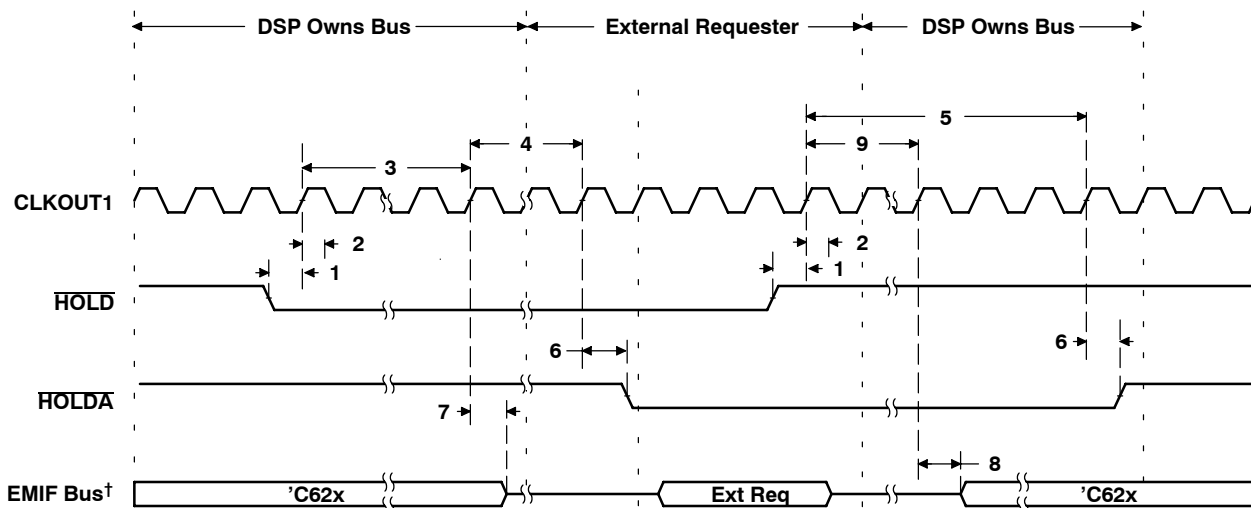 DSP Owns Bus
External Requester
DSP Owns Bus
5
4
9
3
CLKOUT1
2
2
1
1
HOLD
6
6
HOLDA
7
8
EMIF Bus†
’C62x
Ext Req
’C62x